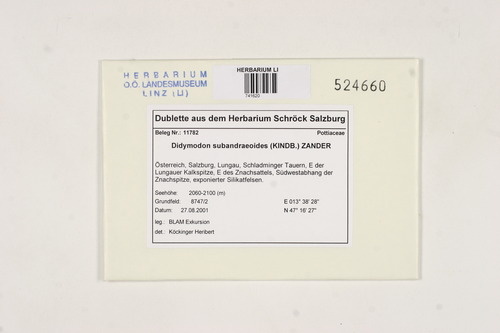 HERBARIUM
O.Ö. LANDESMUSEUM
LINZ (LI)
HERBARIUM LI
741620
524660
Dublette aus dem Herbarium Schröck Salzburg
Beleg Nr.: 11782 Pottiaceae
Didymodon subandraeoides (KINDB.) ZANDER
Österreich, Salzburg, Lungau, Schladminger Tauern, E der
Lungauer Kalkspitze, E des Znachsattels, Südwestabhang der
Znachspitze, exponierter Silikatfelsen.
Seehöhe: 2060-2100 (m)
Grundfeld: 8747/2 E 013° 38' 28"
Datum: 27.08.2001 N 47° 16' 27"
leg.: BLAM Exkursion
det.: Köckinger Heribert